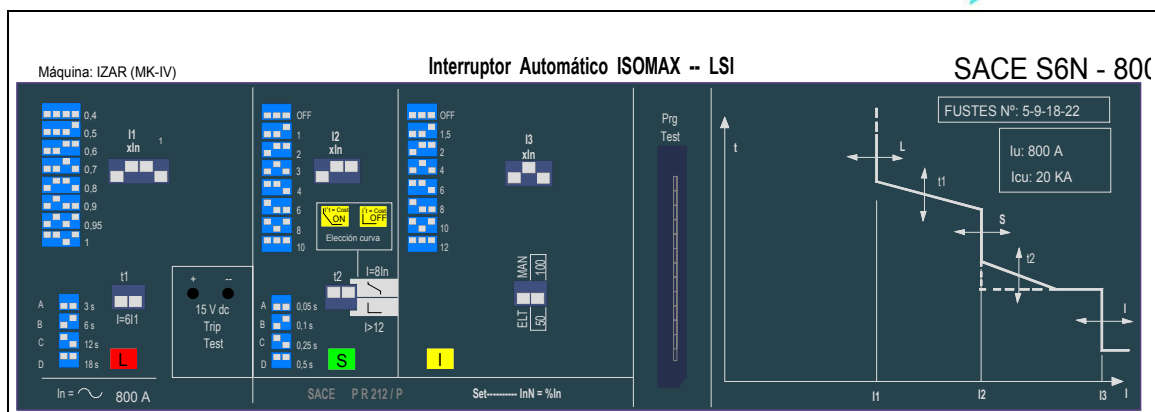 Máquina: IZAR (MK-IV)
Interruptor Automático ISOMAX -- LSI
SACE S6N - 800
0,4
0,5
0,6
0,7
0,8
0,9
0,95
1
I1
xIn
1
t1
I=6I1
A
3 s
B
6 s
C
12 s
D
18 s
L
+
--
15 V dc
Trip
Test
In =
800 A
OFF
1
2
3
4
6
8
10
I2
xIn
I²t = Cost
ON
I²t = Cost
OFF
Elección curva
t2
I=8In
I>12
A
0,05 s
B
0,1 s
C
0,25 s
D
0,5 s
S
SACE P R 212 / P
OFF
1,5
2
4
6
8
10
12
I3
xIn
MAN
100
ELT
50
I
Set---------- InN = %In
Prg
Test
FUSTES Nº: 5-9-18-22
Iu: 800 A
Icu: 20 KA
t
L
t1
S
t2
I
I1
I2
I3
I